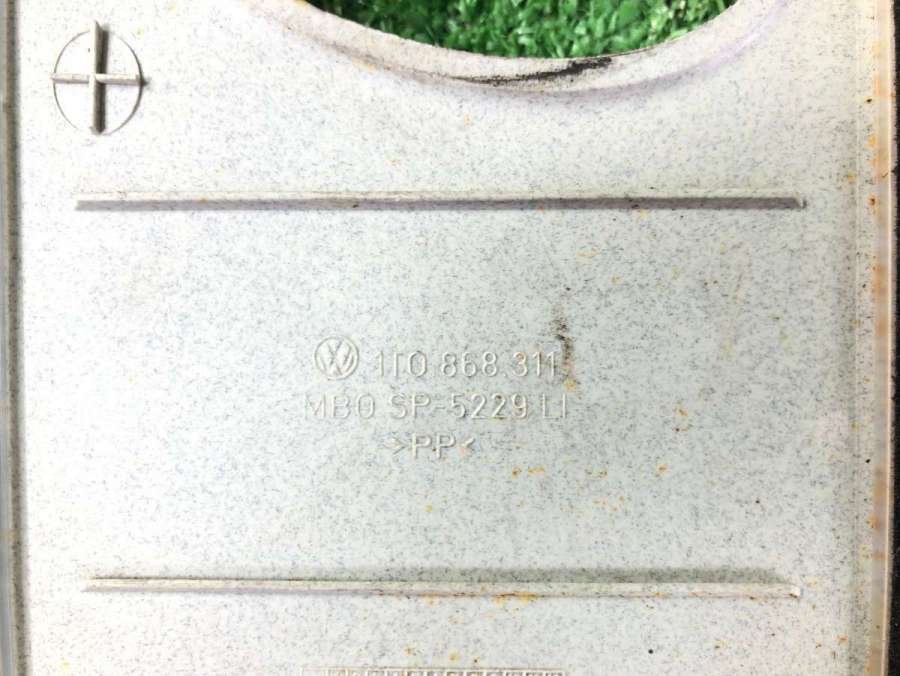 1T0 868 311
MBO SP-5229 LI
>PP<